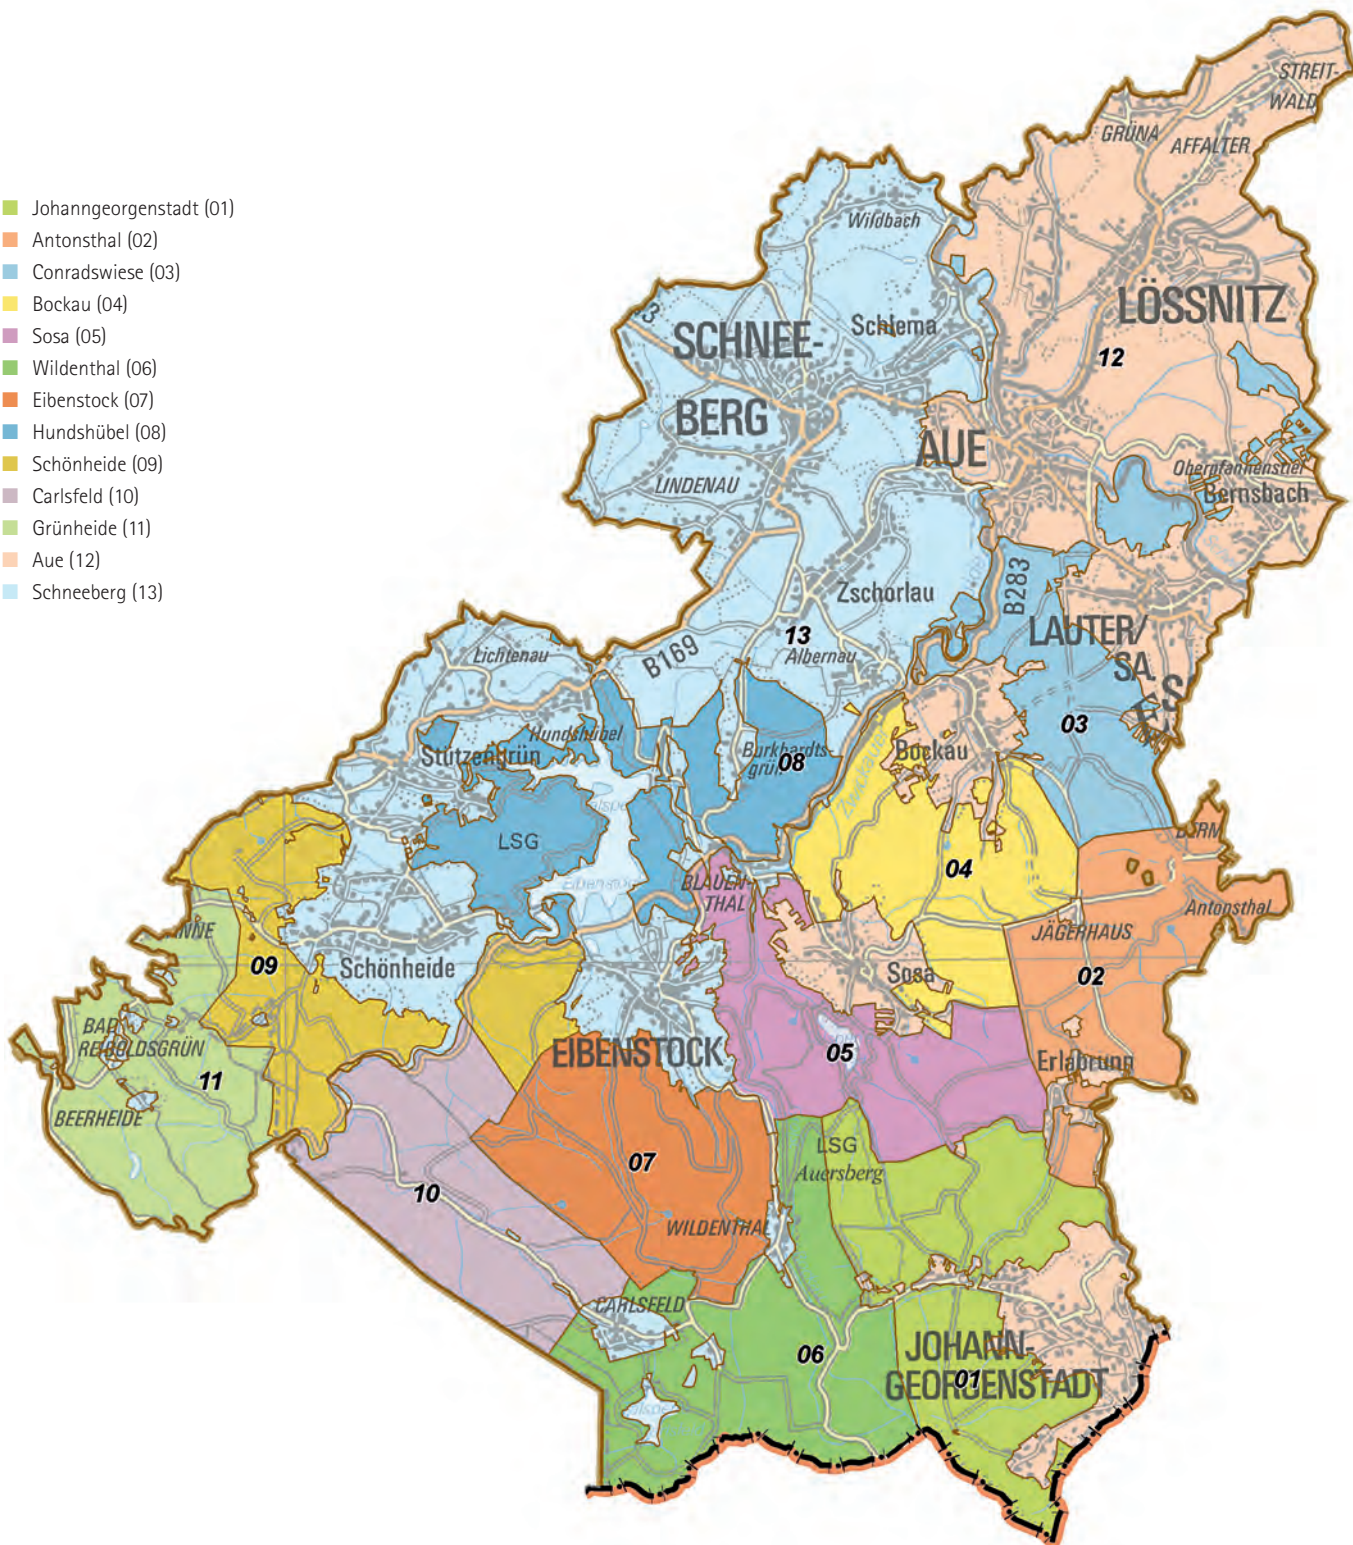 Johanngeorgenstadt (01)
Antonsthal (02)
Conradswiese (03)
Bockau (04)
Sosa (05)
Wildenthal (06)
Eibenstock (07)
Hundshübel (08)
Schönheide (09)
Carlsfeld (10)
Grünheide (11)
Aue (12)
Schneeberg (13)
STREIT-
WALD
GRÜNA
AFFALTER
Wildbach
LÖSSNITZ
Schlema
SCHNEE-
BERG
12
AUE
LINDENAU
Oberpfannenstiel
Bernsbach
B283
Zschorlau
13
Albernau
LAUTER/
SA
B169
Lichtenau
03
Hundshübel
Stützengrün
Burkhardts-
grün
08
Bockau
Zwickauer
LSG
04
BLAUEN-
THAL
Antonsthal
JÄGERHAUS
09
Schönheide
Sosa
02
BAD
REIBOLDSGRÜN
EIBENSTOCK
05
Erlabrunn
11
BEERHEIDE
LSG
Auersberg
07
10
WILDENTHAL
CARLSFELD
06
JOHANN-
GEORGENSTADT
01